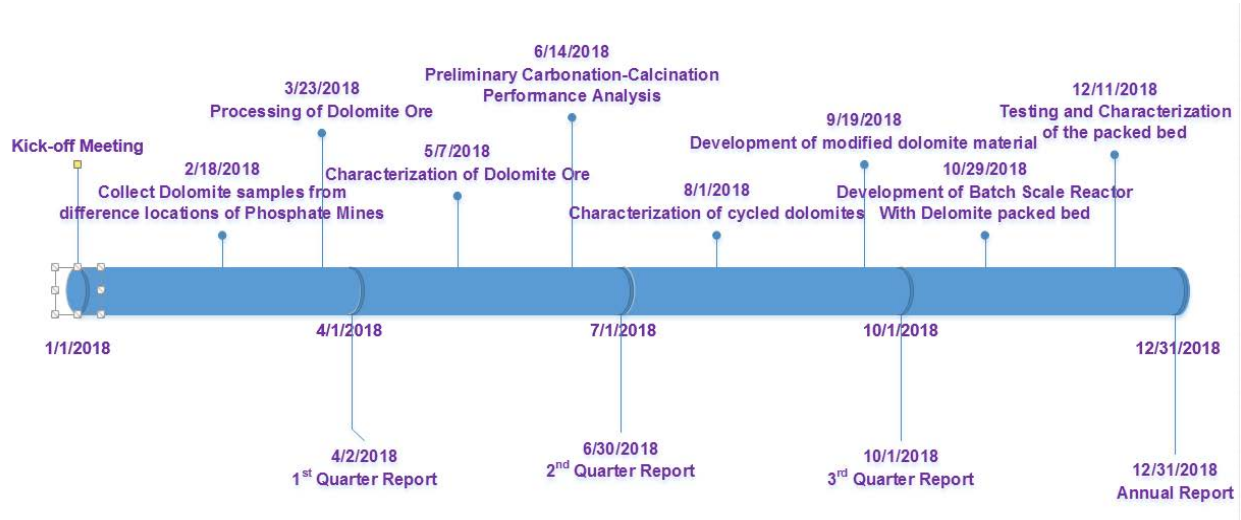 Kick-off Meeting
2/18/2018
Collect Dolomite samples from
difference locations of Phosphate Mines
3/23/2018
Processing of Dolomite Ore
5/7/2018
Characterization of Dolomite Ore
6/14/2018
Preliminary Carbonation-Calcination
Performance Analysis
8/1/2018
Characterization of cycled dolomites
9/19/2018
Development of modified dolomite material
10/29/2018
Development of Batch Scale Reactor
With Delomite packed bed
12/11/2018
Testing and Characterization
of the packed bed
1/1/2018
4/1/2018
7/1/2018
10/1/2018
12/31/2018
4/2/2018
1st Quarter Report
6/30/2018
2nd Quarter Report
10/1/2018
3rd Quarter Report
12/31/2018
Annual Report